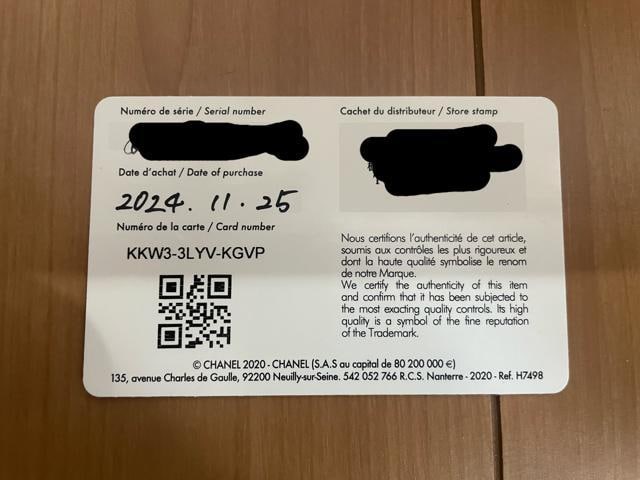 Numéro de série / Serial number
Cachet du distributeur / Store stamp
Date d'achat / Date of purchase
2024. 11. 25
Numéro de la carte / Card number
KKW3-3LYV-KGVP
Nous certifions l'authenticité de cet article,
soumis aux contrôles les plus rigoureux et
dont la haute qualité symbolise le renom
de notre Marque.
We certify the authenticity of this item
and confirm that it has been subjected to
the most exacting quality controls. Its high
quality is a symbol of the fine reputation
of the Trademark.
© CHANEL 2020 - CHANEL (S.A.S au capital de 80 200 000 €)
135, avenue Charles de Gaulle, 92200 Neuilly-sur-Seine. 542 052 766 R.C.S. Nanterre - 2020 - Ref. H7498